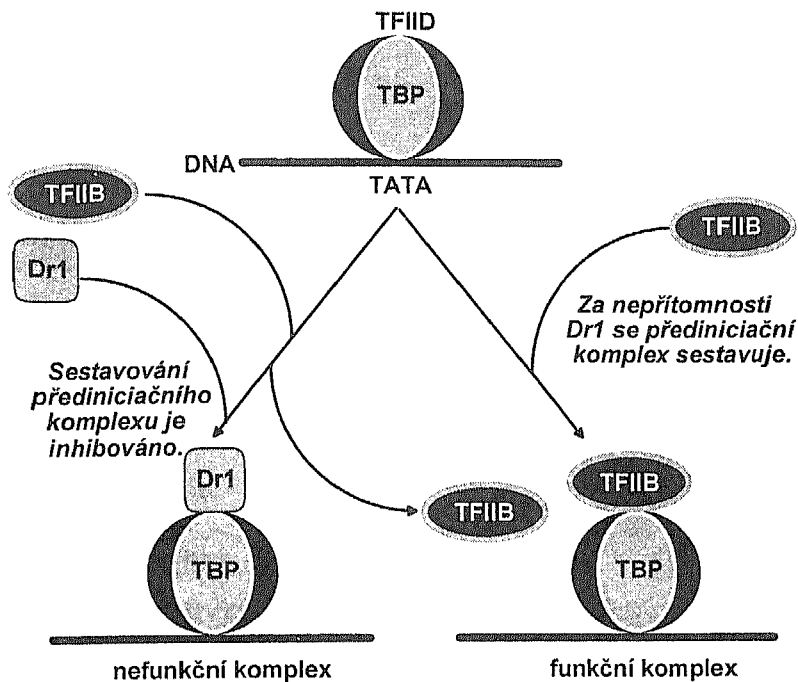 TFIID
TBP
DNA
TATA
TFIIB
Dr1
TFIIB
Za nepřítomnosti
Dr1 se přediniciační
komplex sestavuje.
Sestavování
přediniciačního
komplexu je
inhibováno.
Dr1
TBP
TFIIB
TFIIB
TBP
nefunkční komplex
funkční komplex